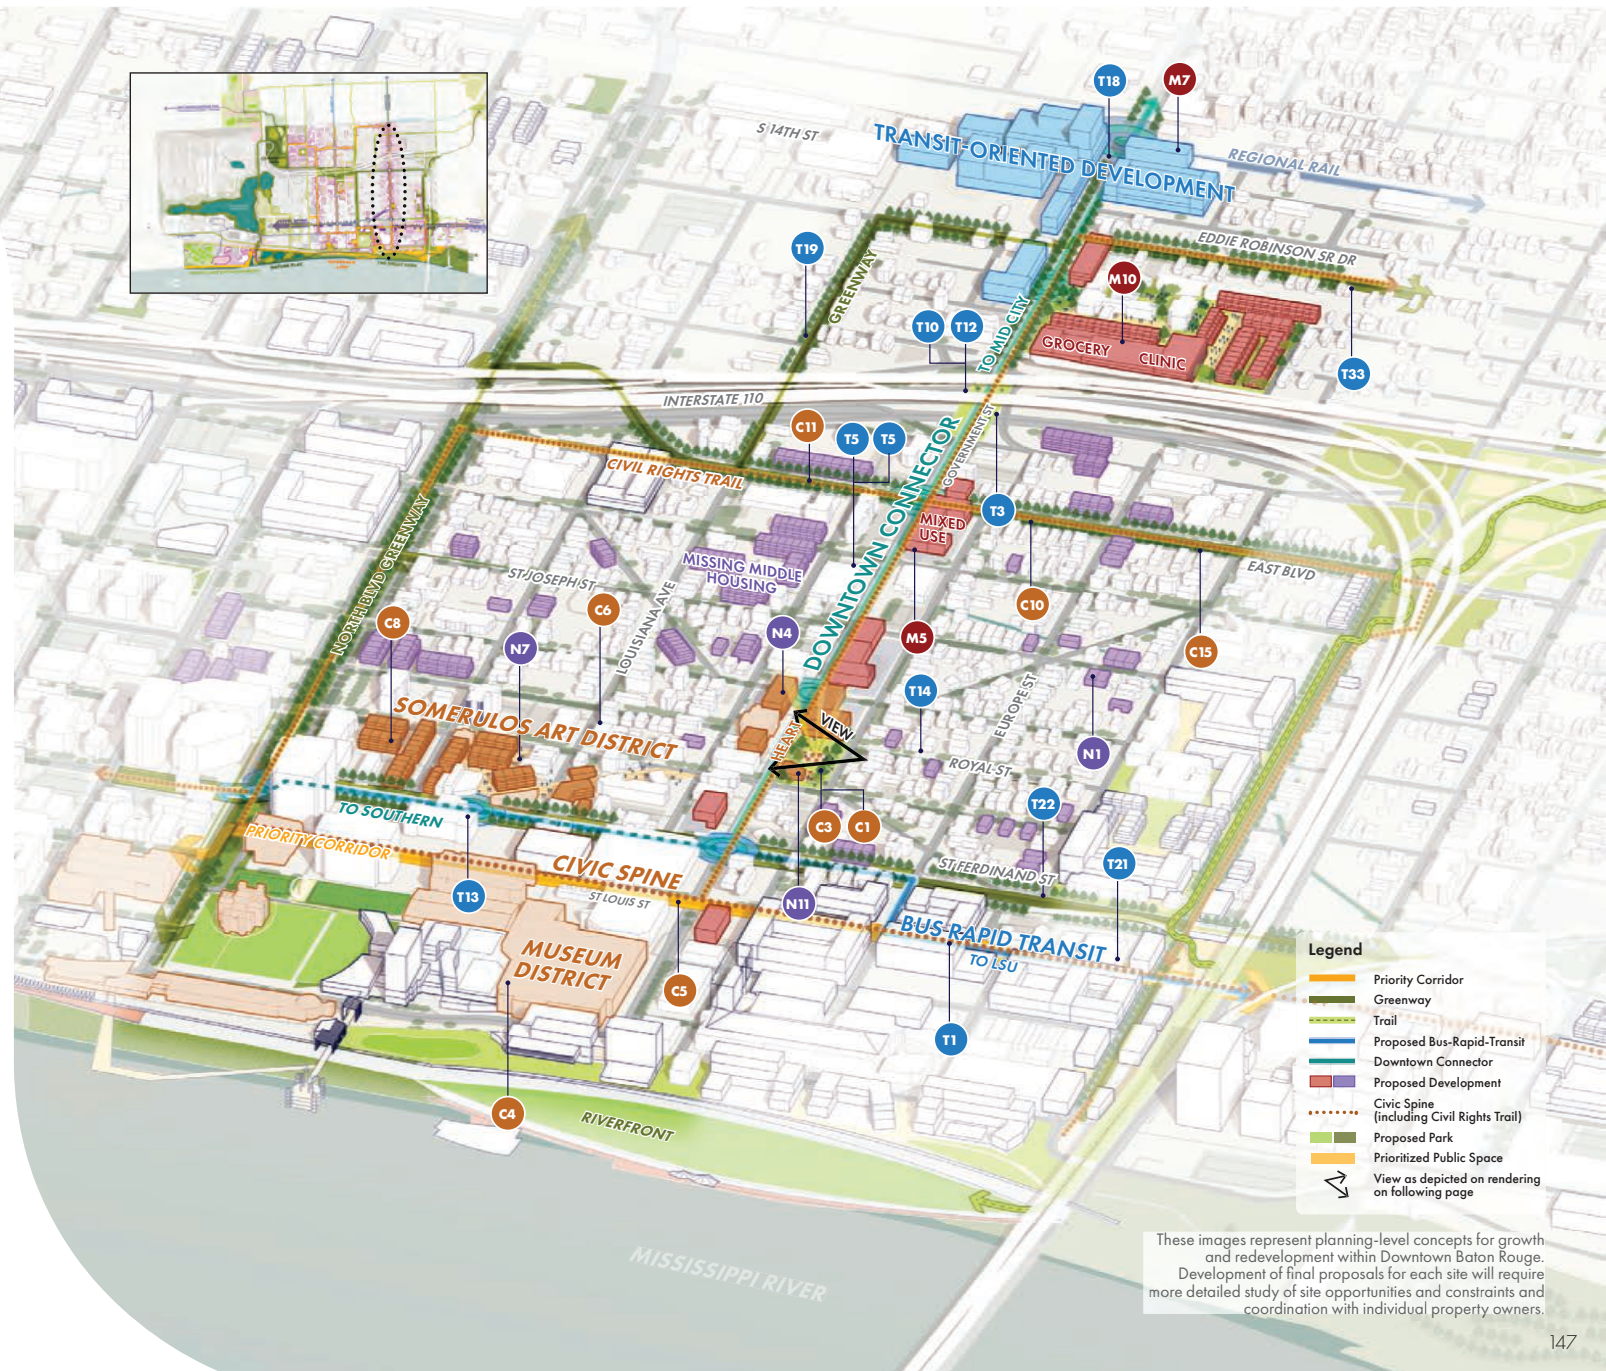 T18
M7
S 14TH ST
TRANSIT-ORIENTED DEVELOPMENT
REGIONAL RAIL
T19
GREENWAY
EDDIE ROBINSON SR DR
M10
T10
T12
TO MID CITY
GROCERY
CLINIC
T33
INTERSTATE 110
C11
T5
T5
GOVERNMENT ST
CIVIL RIGHTS TRAIL
DOWNTOWN CONNECTOR
T3
MIXED
USE
NORTH BLVD GREENWAY
MISSING MIDDLE
HOUSING
ST JOSEPH ST
EAST BLVD
LOUISIANA AVE
C8
C6
N7
N4
M5
C10
C15
T14
EUROPE ST
SOMERULOS ART DISTRICT
HEART
VIEW
N1
ROYAL ST
TO SOUTHERN
C3
C1
T22
PRIORITY CORRIDOR
CIVIC SPINE
ST FERDINAND ST
T21
T13
ST LOUIS ST
N11
BUS RAPID TRANSIT
TO LSU
MUSEUM
DISTRICT
C5
T1
C4
RIVERFRONT
MISSISSIPPI RIVER
Legend
Priority Corridor
Greenway
Trail
Proposed Bus-Rapid-Transit
Downtown Connector
Proposed Development
Civic Spine
(including Civil Rights Trail)
Proposed Park
Prioritized Public Space
View as depicted on rendering
on following page
These images represent planning-level concepts for growth
and redevelopment within Downtown Baton Rouge.
Development of final proposals for each site will require
more detailed study of site opportunities and constraints and
coordination with individual property owners.
147